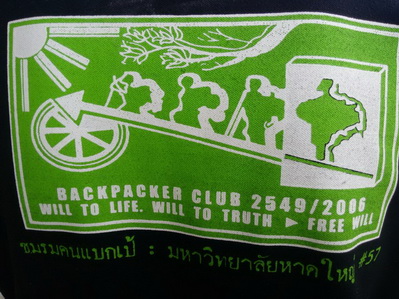 BACKPACKER CLUB 2549/2006
WILL TO LIFE. WILL TO TRUTH ▶ FREE WILL
ชมรมคนแบกเป้ : มหาวิทยาลัยหาดใหญ่ #57